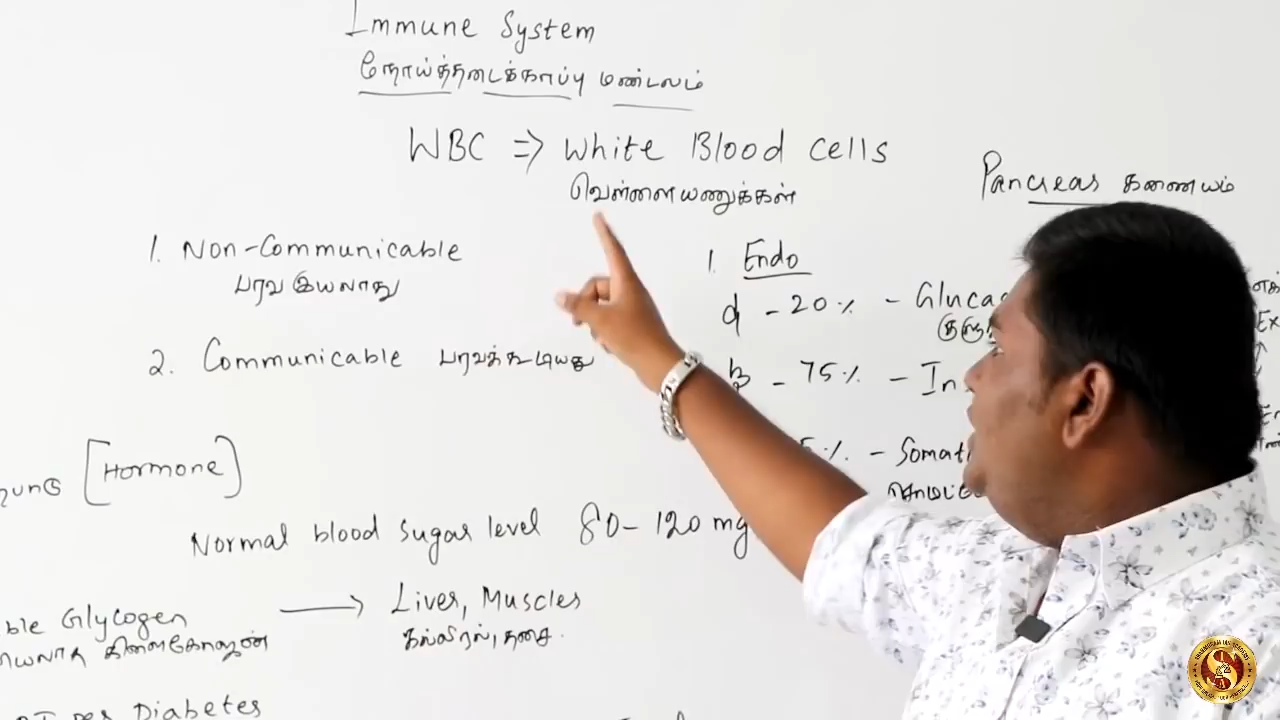 Immune System
நோய்த்தடைக்காப்பு மண்டலம்
WBC ⇒ White Blood cells
வெள்ளையணுக்கள்
Pancreas கணையம்
1. Non-Communicable
பரவ இயலாது
2. Communicable பரவக்கூடியது
1. Endo
α - 20% - Glucag
β - 75% - In
5% - Somat
சொமட்
[Hormone]
Normal blood sugar level 80-120 mg
Glycogen → Liver, Muscles
கிளைகோஜன் கல்லீரல், தசை.
Diabetes